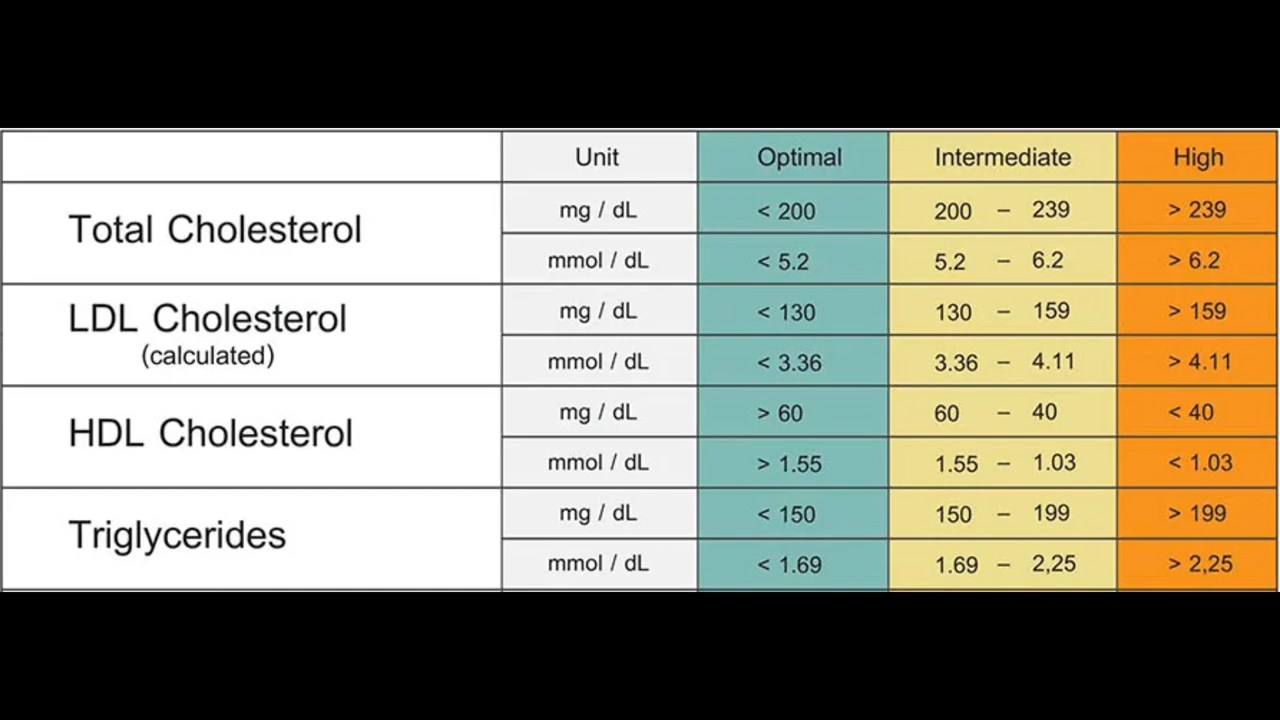 Unit Optimal Intermediate High
Total Cholesterol
mg / dL < 200 200 – 239 > 239
mmol / dL < 5.2 5.2 – 6.2 > 6.2
LDL Cholesterol
(calculated)
mg / dL < 130 130 – 159 > 159
mmol / dL < 3.36 3.36 – 4.11 > 4.11
HDL Cholesterol
mg / dL > 60 60 – 40 < 40
mmol / dL > 1.55 1.55 – 1.03 < 1.03
Triglycerides
mg / dL < 150 150 – 199 > 199
mmol / dL < 1.69 1.69 – 2,25 > 2,25